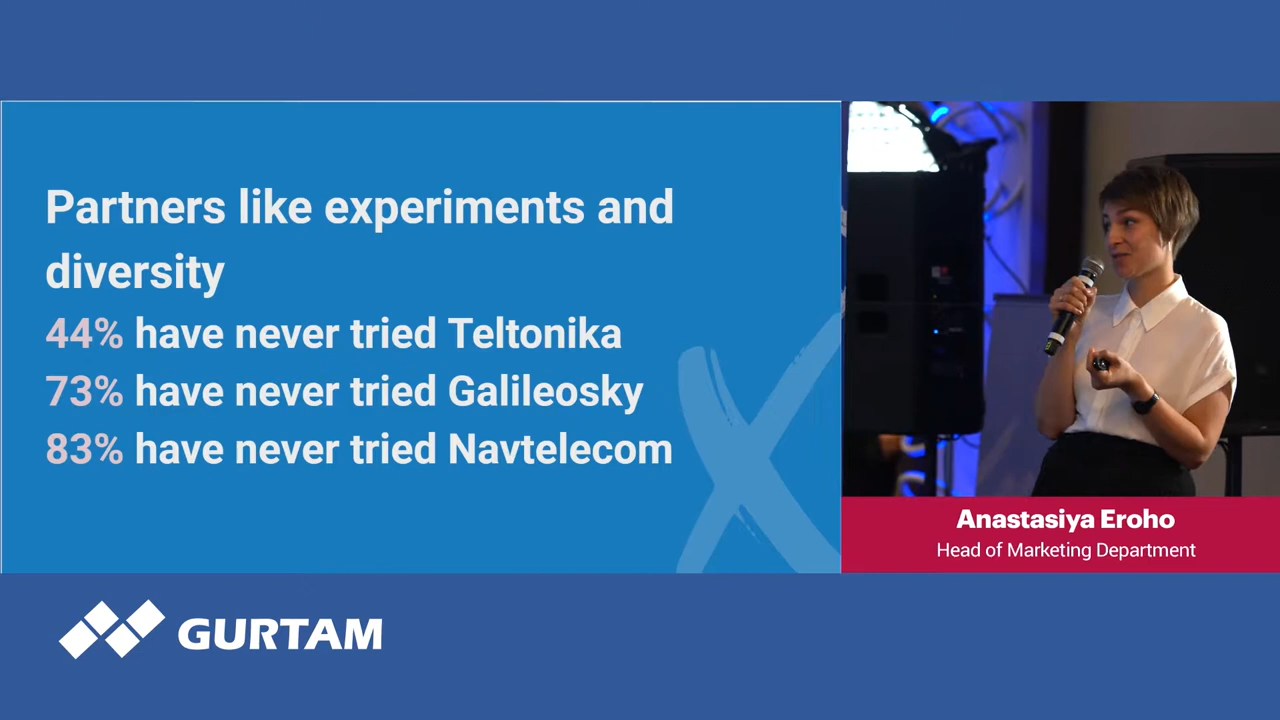 Partners like experiments and
diversity
44% have never tried Teltonika
73% have never tried Galileosky
83% have never tried Navtelecom
Anastasiya Eroho
Head of Marketing Department
GURTAM